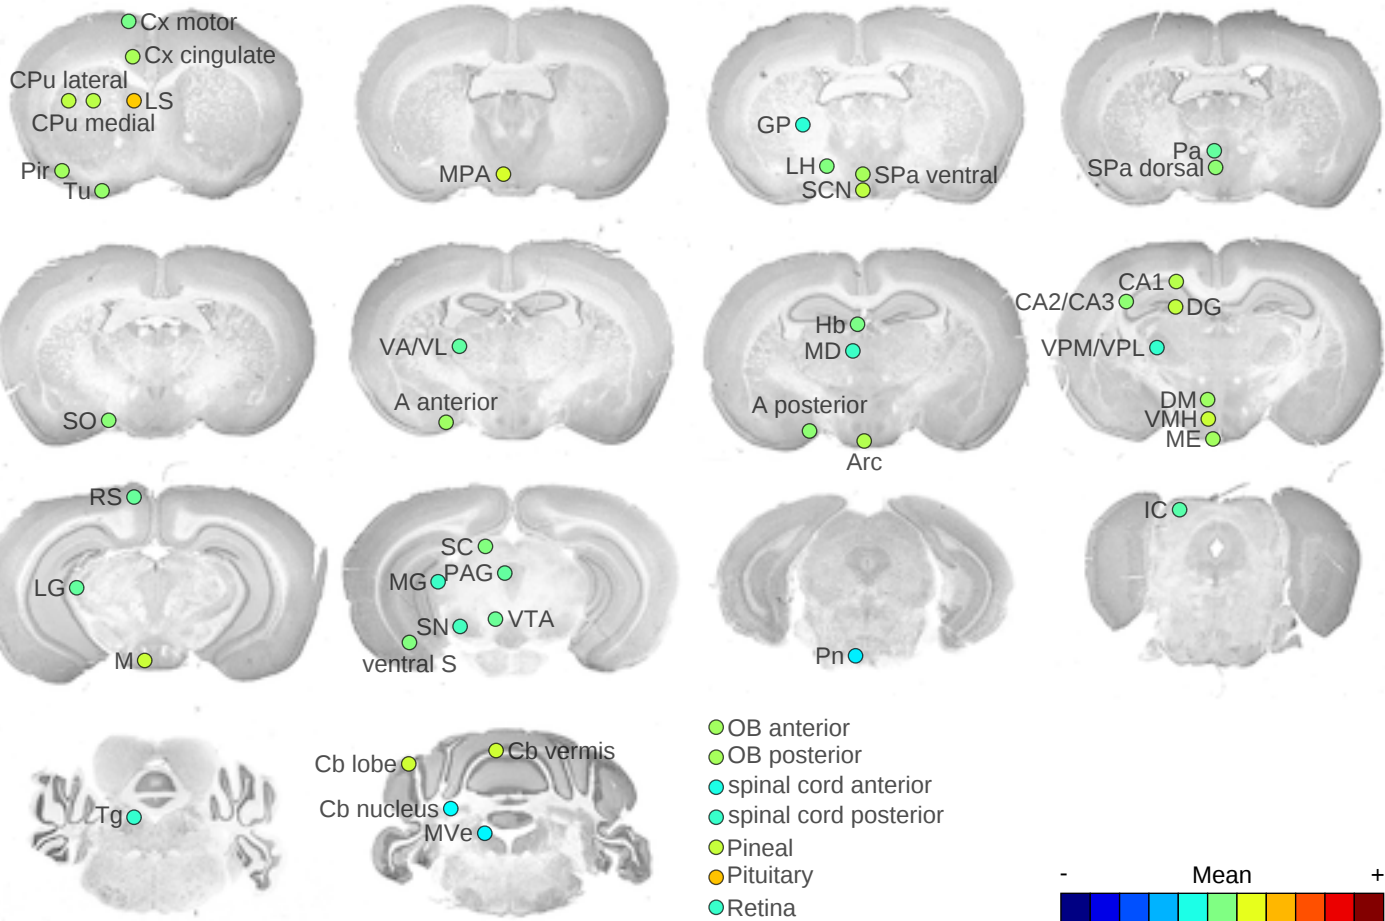 Cx motor
Cx cingulate
CPu lateral
LS
CPu medial
Pir
Tu
MPA
GP
LH
SPa ventral
SCN
Pa
SPa dorsal
SO
VA/VL
A anterior
Hb
MD
A posterior
Arc
CA1
CA2/CA3
DG
VPM/VPL
DM
VMH
ME
RS
LG
M
SC
PAG
MG
VTA
SN
ventral S
Pn
IC
Tg
Cb vermis
Cb lobe
Cb nucleus
MVe
OB anterior
OB posterior
spinal cord anterior
spinal cord posterior
Pineal
Pituitary
Retina
- Mean +